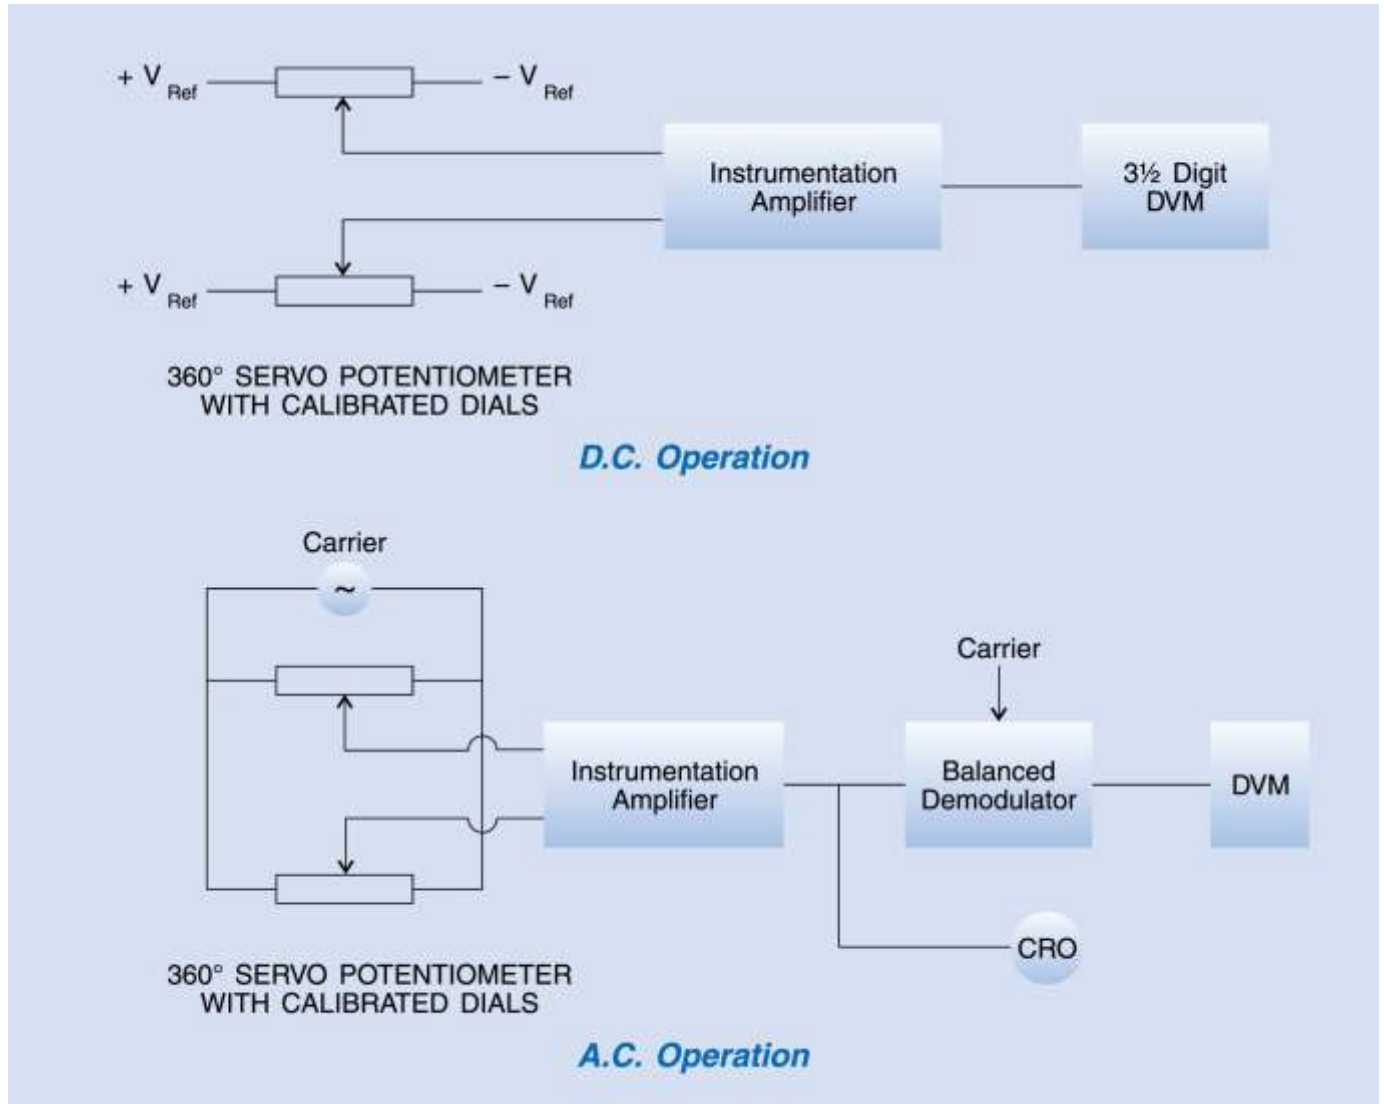 + V Ref
– V Ref
Instrumentation
Amplifier
3½ Digit
DVM
+ V Ref
– V Ref
360° SERVO POTENTIOMETER
WITH CALIBRATED DIALS
D.C. Operation
Carrier
~
Carrier
Instrumentation
Amplifier
Balanced
Demodulator
DVM
CRO
360° SERVO POTENTIOMETER
WITH CALIBRATED DIALS
A.C. Operation